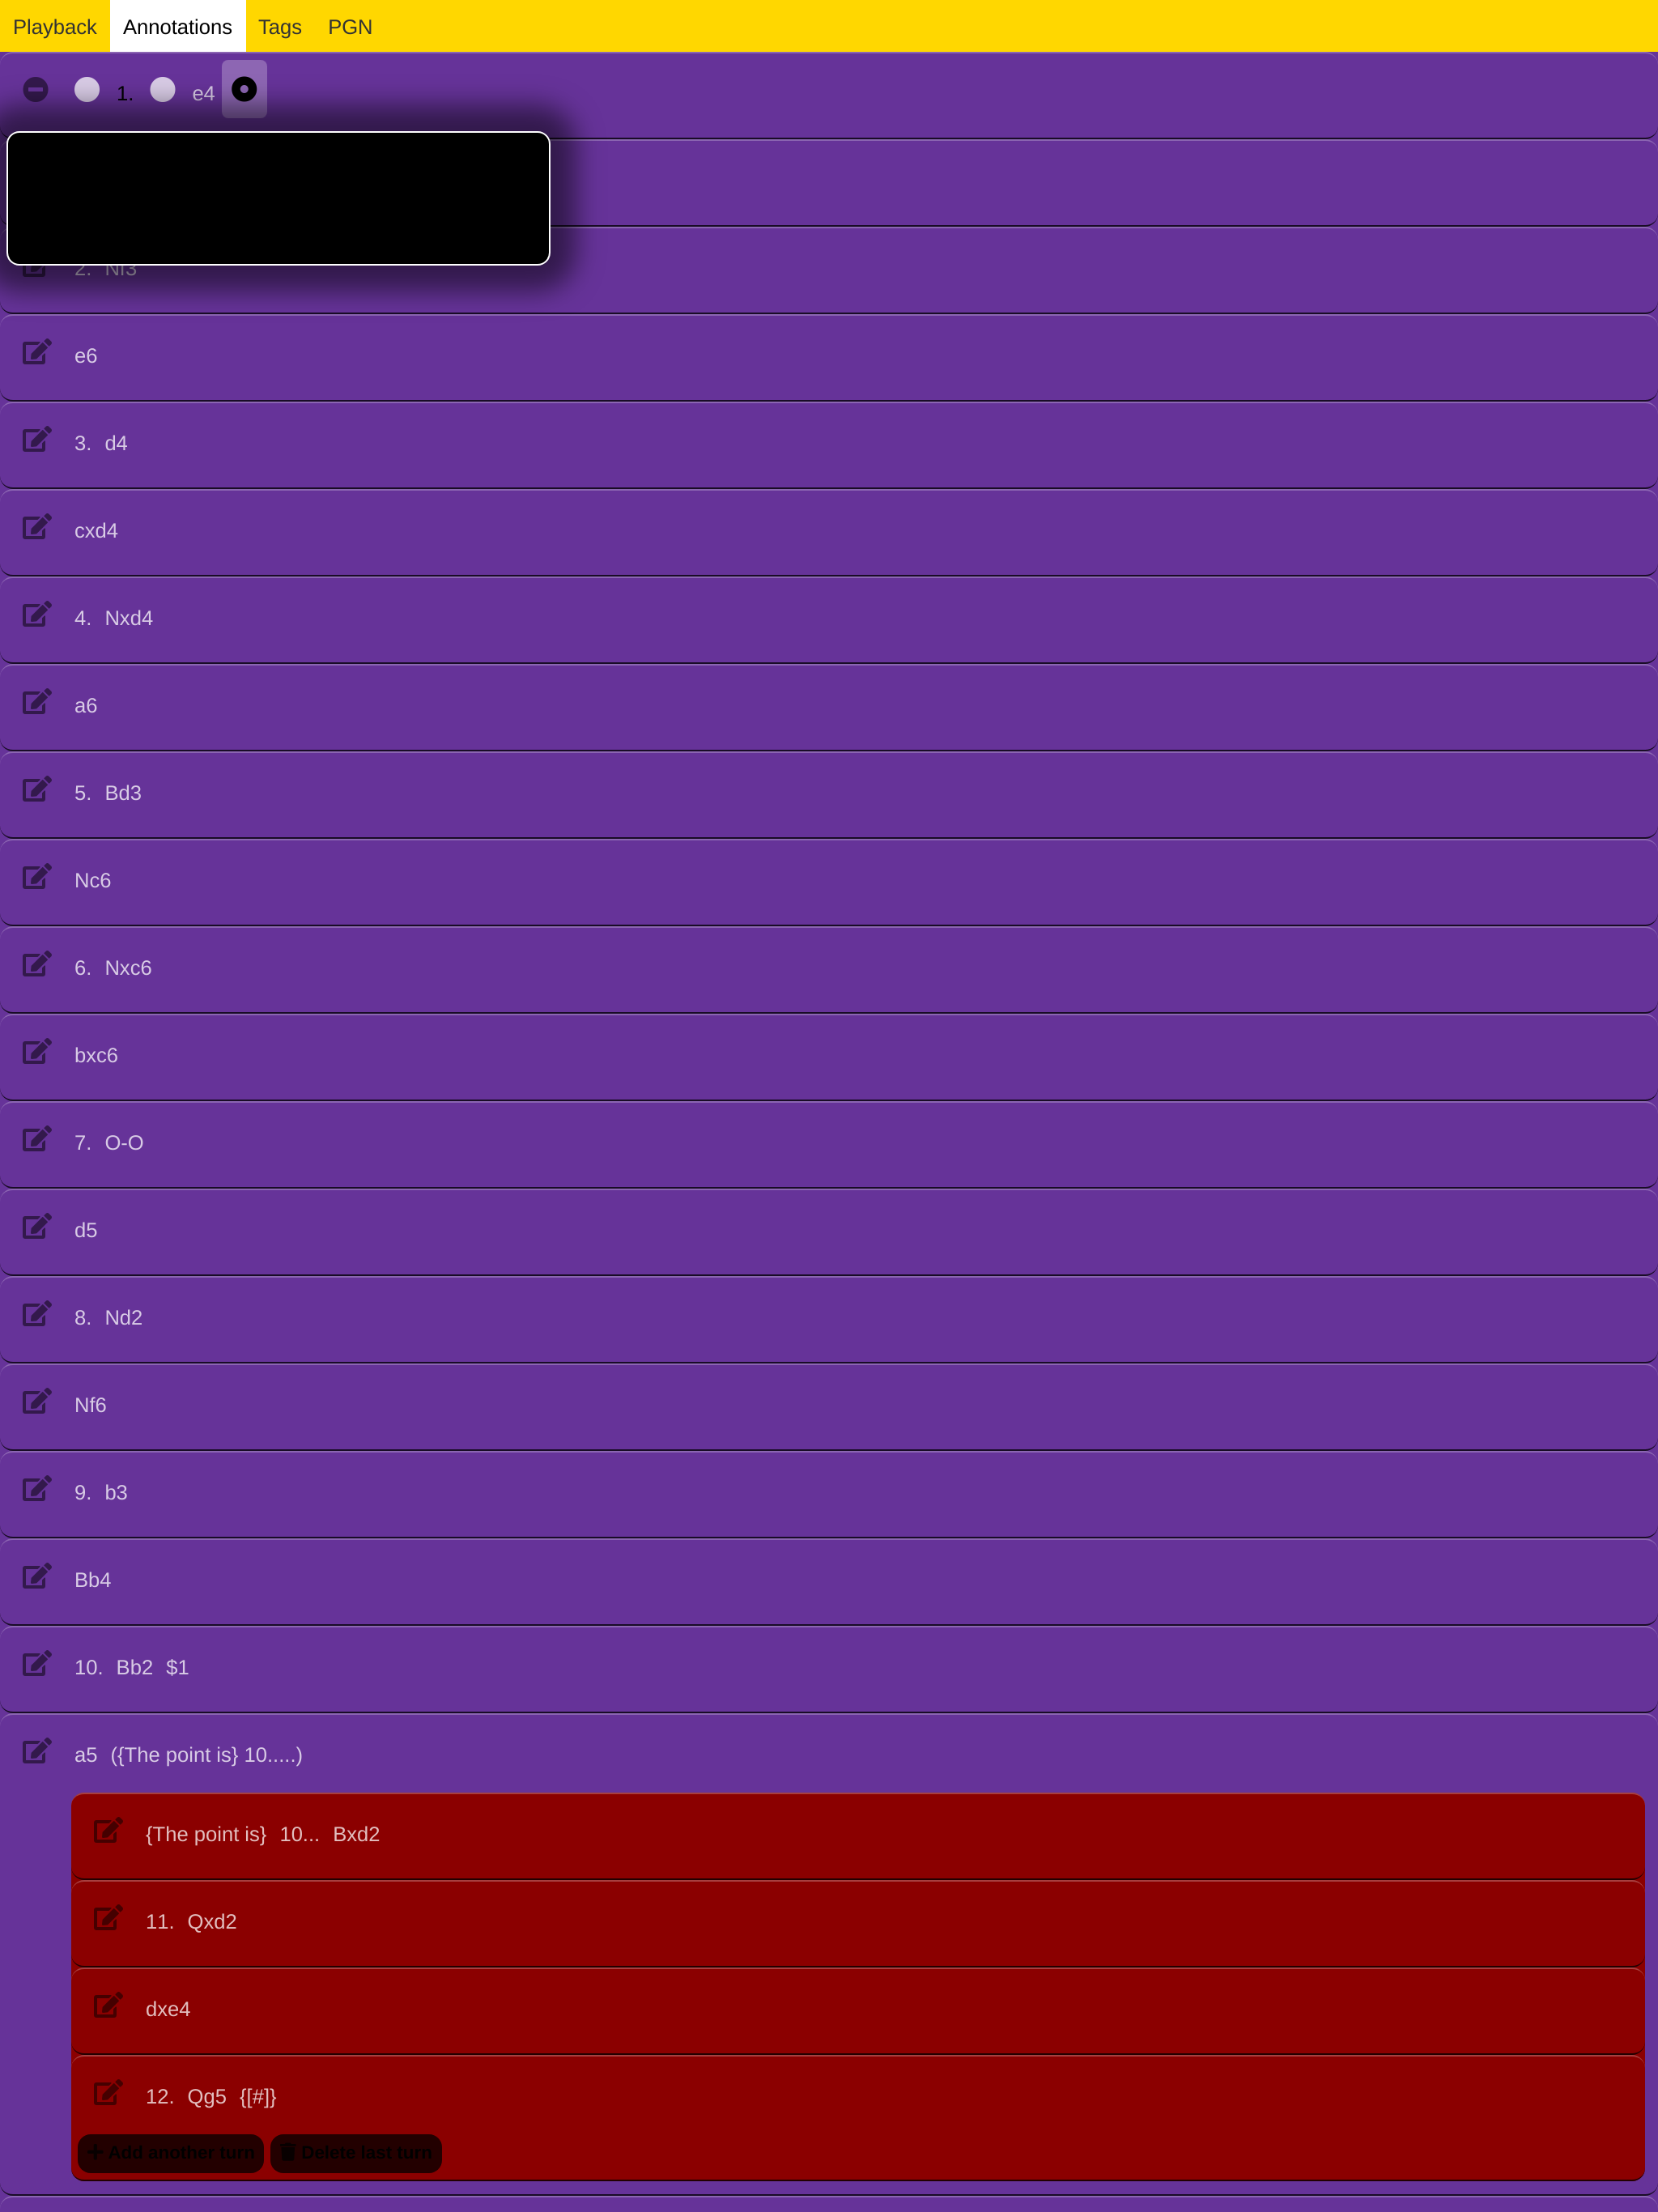 Playback Annotations Tags PGN
1. e4
2. Nf3
e6
3. d4
cxd4
4. Nxd4
a6
5. Bd3
Nc6
6. Nxc6
bxc6
7. O-O
d5
8. Nd2
Nf6
9. b3
Bb4
10. Bb2 $1
a5 ({The point is} 10.....)
{The point is} 10... Bxd2
11. Qxd2
dxe4
12. Qg5 {[#]}
Add another turn Delete last turn